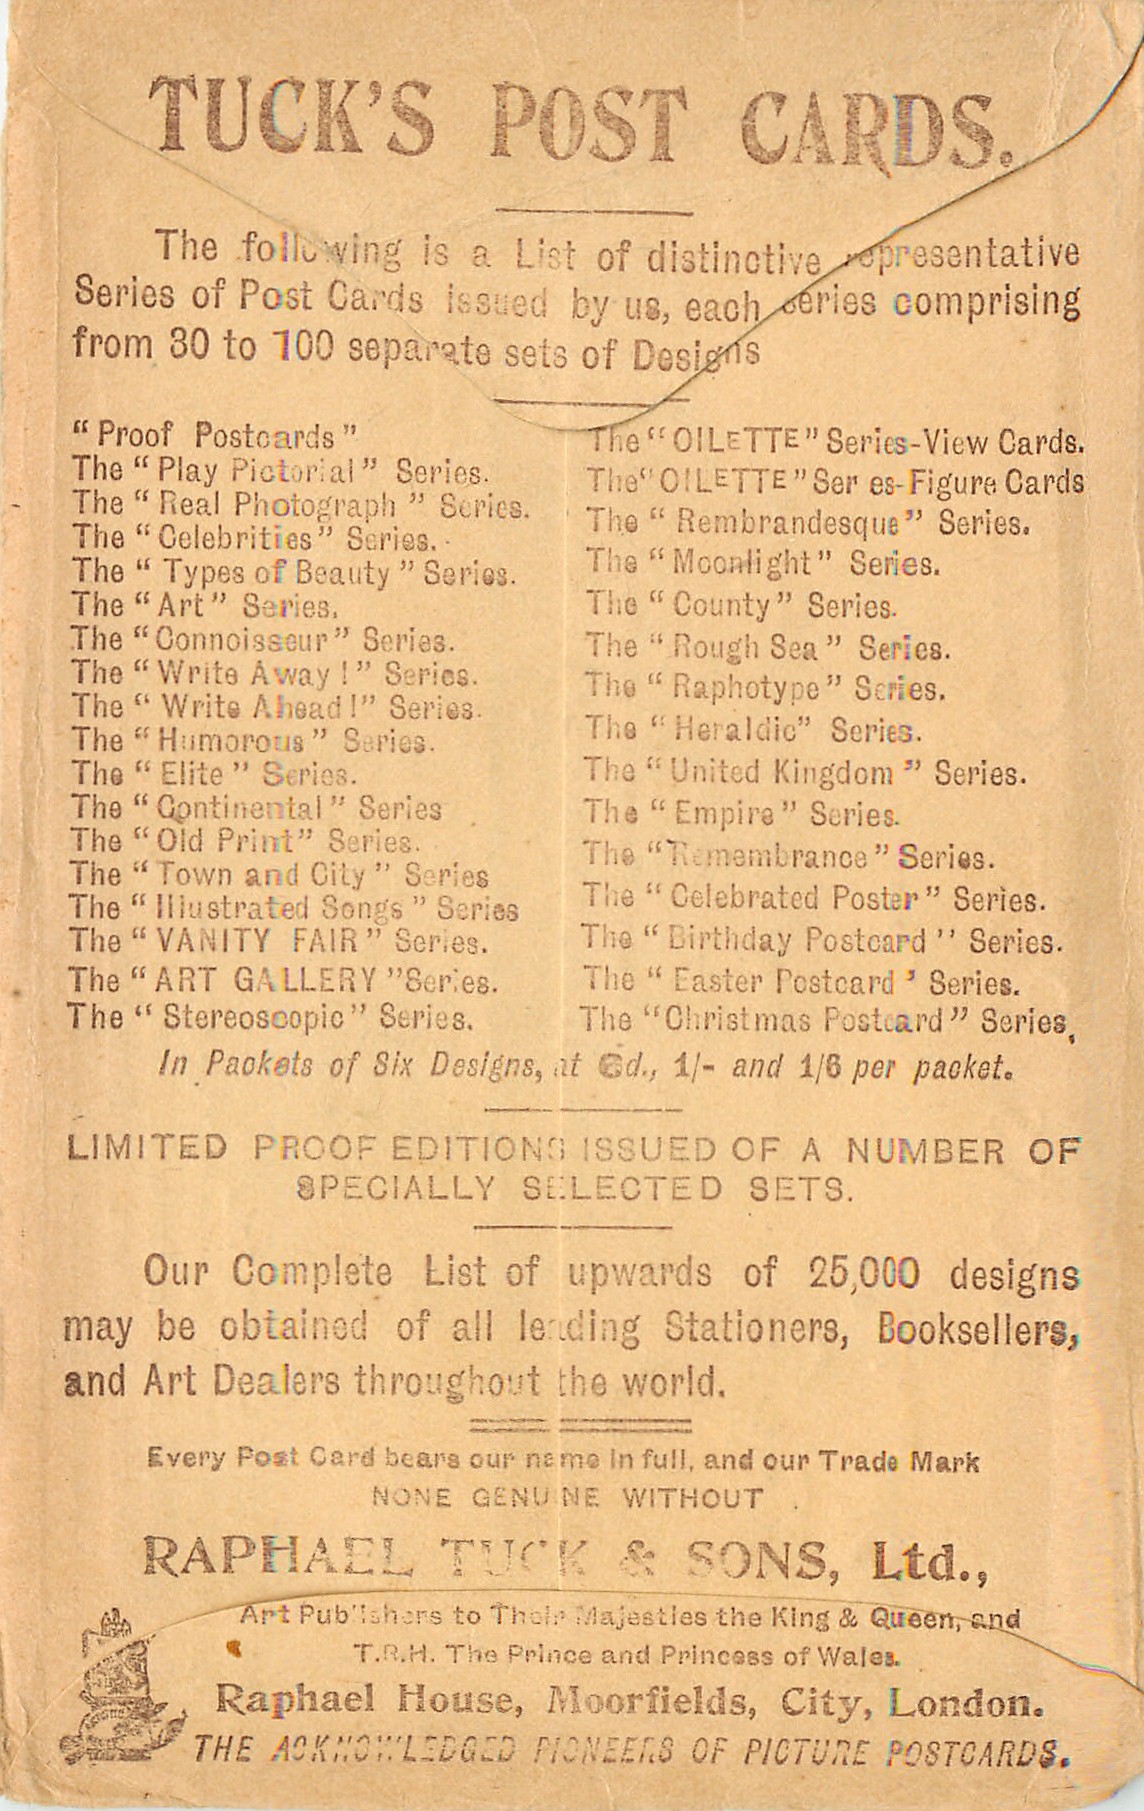 TUCK'S POST CARDS.
The following is a List of distinctive representative
Series of Post Cards issued by us, each series comprising
from 30 to 100 separate sets of Designs
"Proof Postcards"
The "Play Pictorial" Series.
The "Real Photograph" Series.
The "Celebrities" Series.
The "Types of Beauty" Series.
The "Art" Series.
The "Connoisseur" Series.
The "Write Away!" Series.
The "Write Ahead!" Series.
The "Humorous" Series.
The "Elite" Series.
The "Continental" Series
The "Old Print" Series.
The "Town and City" Series
The "Illustrated Songs" Series
The "VANITY FAIR" Series.
The "ART GALLERY" Series.
The "Stereoscopic" Series.
The "OILETTE" Series-View Cards.
The "OILETTE" Series-Figure Cards
The "Rembrandesque" Series.
The "Moonlight" Series.
The "County" Series.
The "Rough Sea" Series.
The "Raphotype" Series.
The "Heraldic" Series.
The "United Kingdom" Series.
The "Empire" Series.
The "Remembrance" Series.
The "Celebrated Poster" Series.
The "Birthday Postcard" Series.
The "Easter Postcard' Series.
The "Christmas Postcard" Series,
In Packets of Six Designs, at 6d., 1/- and 1/6 per packet.
LIMITED PROOF EDITIONS ISSUED OF A NUMBER OF
SPECIALLY SELECTED SETS.
Our Complete List of upwards of 25,000 designs
may be obtained of all leading Stationers, Booksellers,
and Art Dealers throughout the world.
Every Post Card bears our name in full, and our Trade Mark
NONE GENUINE WITHOUT.
RAPHAEL TUCK & SONS, Ltd.,
Art Publishers to Their Majesties the King & Queen, and
T.R.H. The Prince and Princess of Wales.
Raphael House, Moorfields, City, London.
THE ACKNOWLEDGED PIONEERS OF PICTURE POSTCARDS.